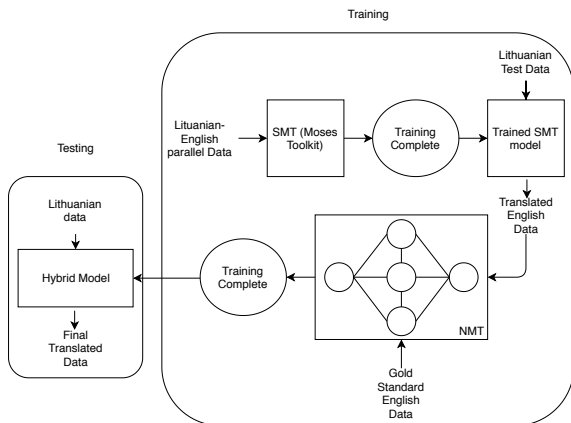 Training
Lithuanian
Test Data
Lituanian-
English
parallel Data
SMT (Moses
Toolkit)
Training
Complete
Trained SMT
model
Translated
English
Data
NMT
Gold
Standard
English
Data
Training
Complete
Testing
Lithuanian
data
Hybrid Model
Final
Translated
Data